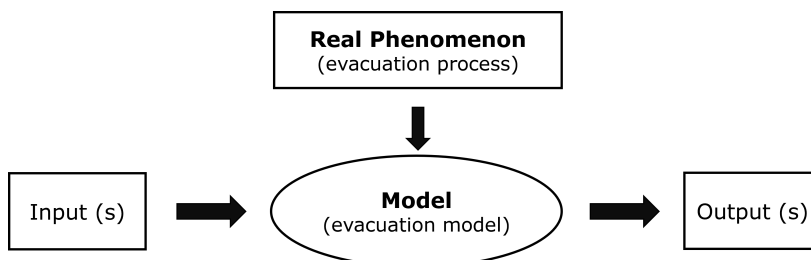 Real Phenomenon
(evacuation process)
Input (s)
Model
(evacuation model)
Output (s)